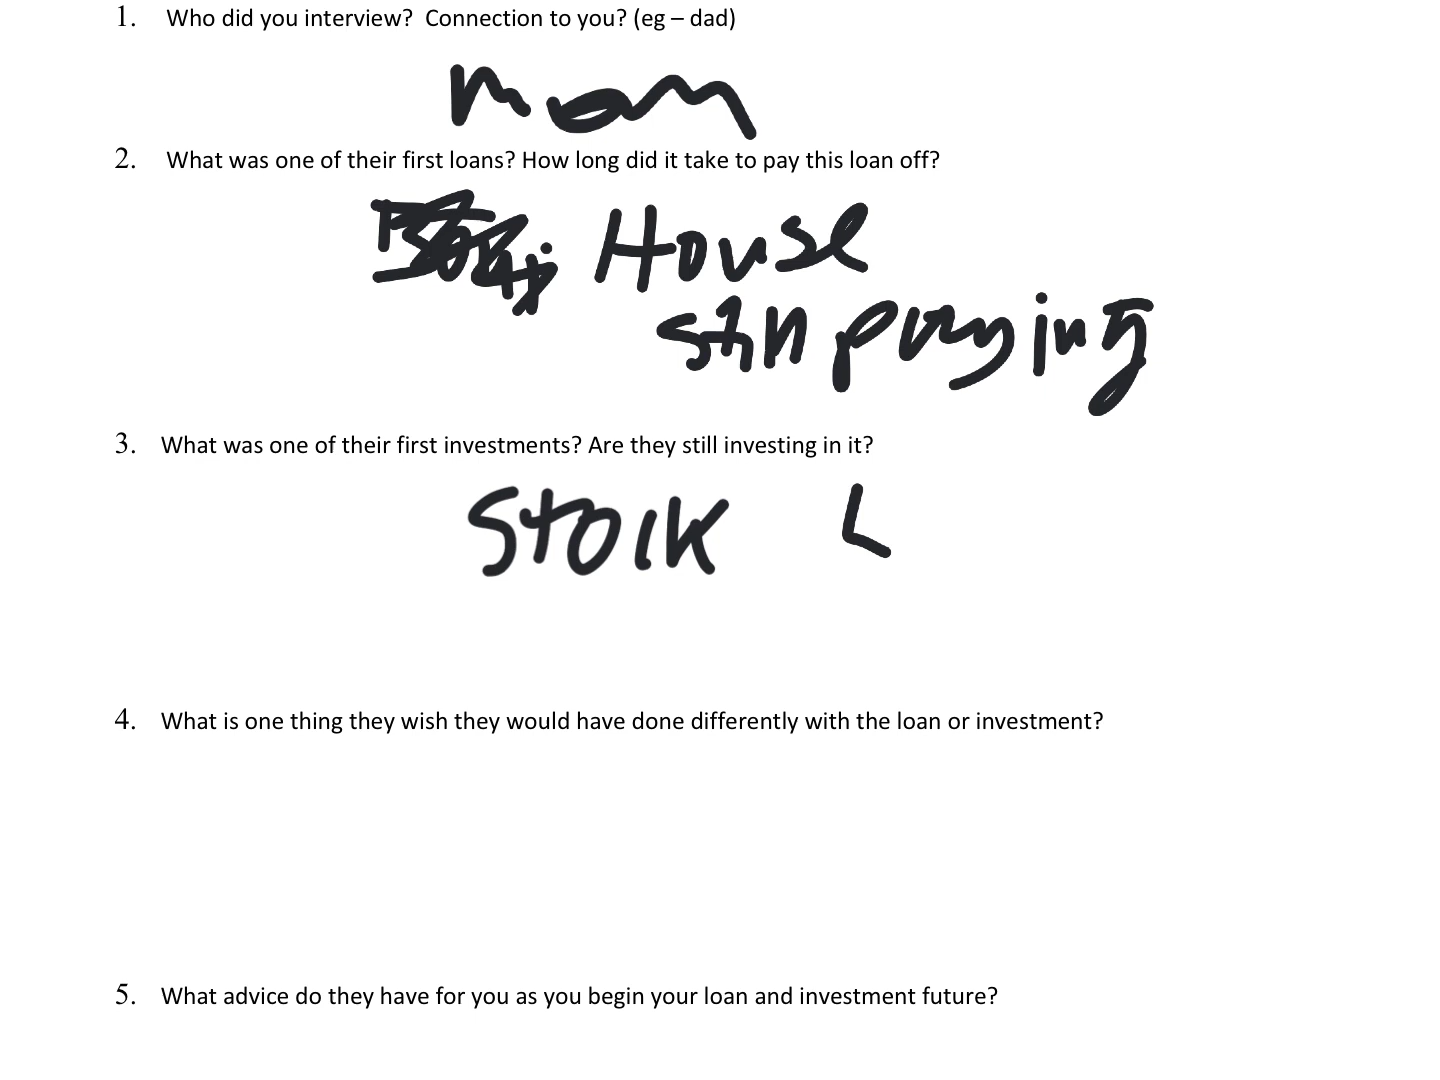 1. Who did you interview? Connection to you? (eg – dad)
mom
2. What was one of their first loans? How long did it take to pay this loan off?
House
still paying
3. What was one of their first investments? Are they still investing in it?
Stock L
4. What is one thing they wish they would have done differently with the loan or investment?
5. What advice do they have for you as you begin your loan and investment future?